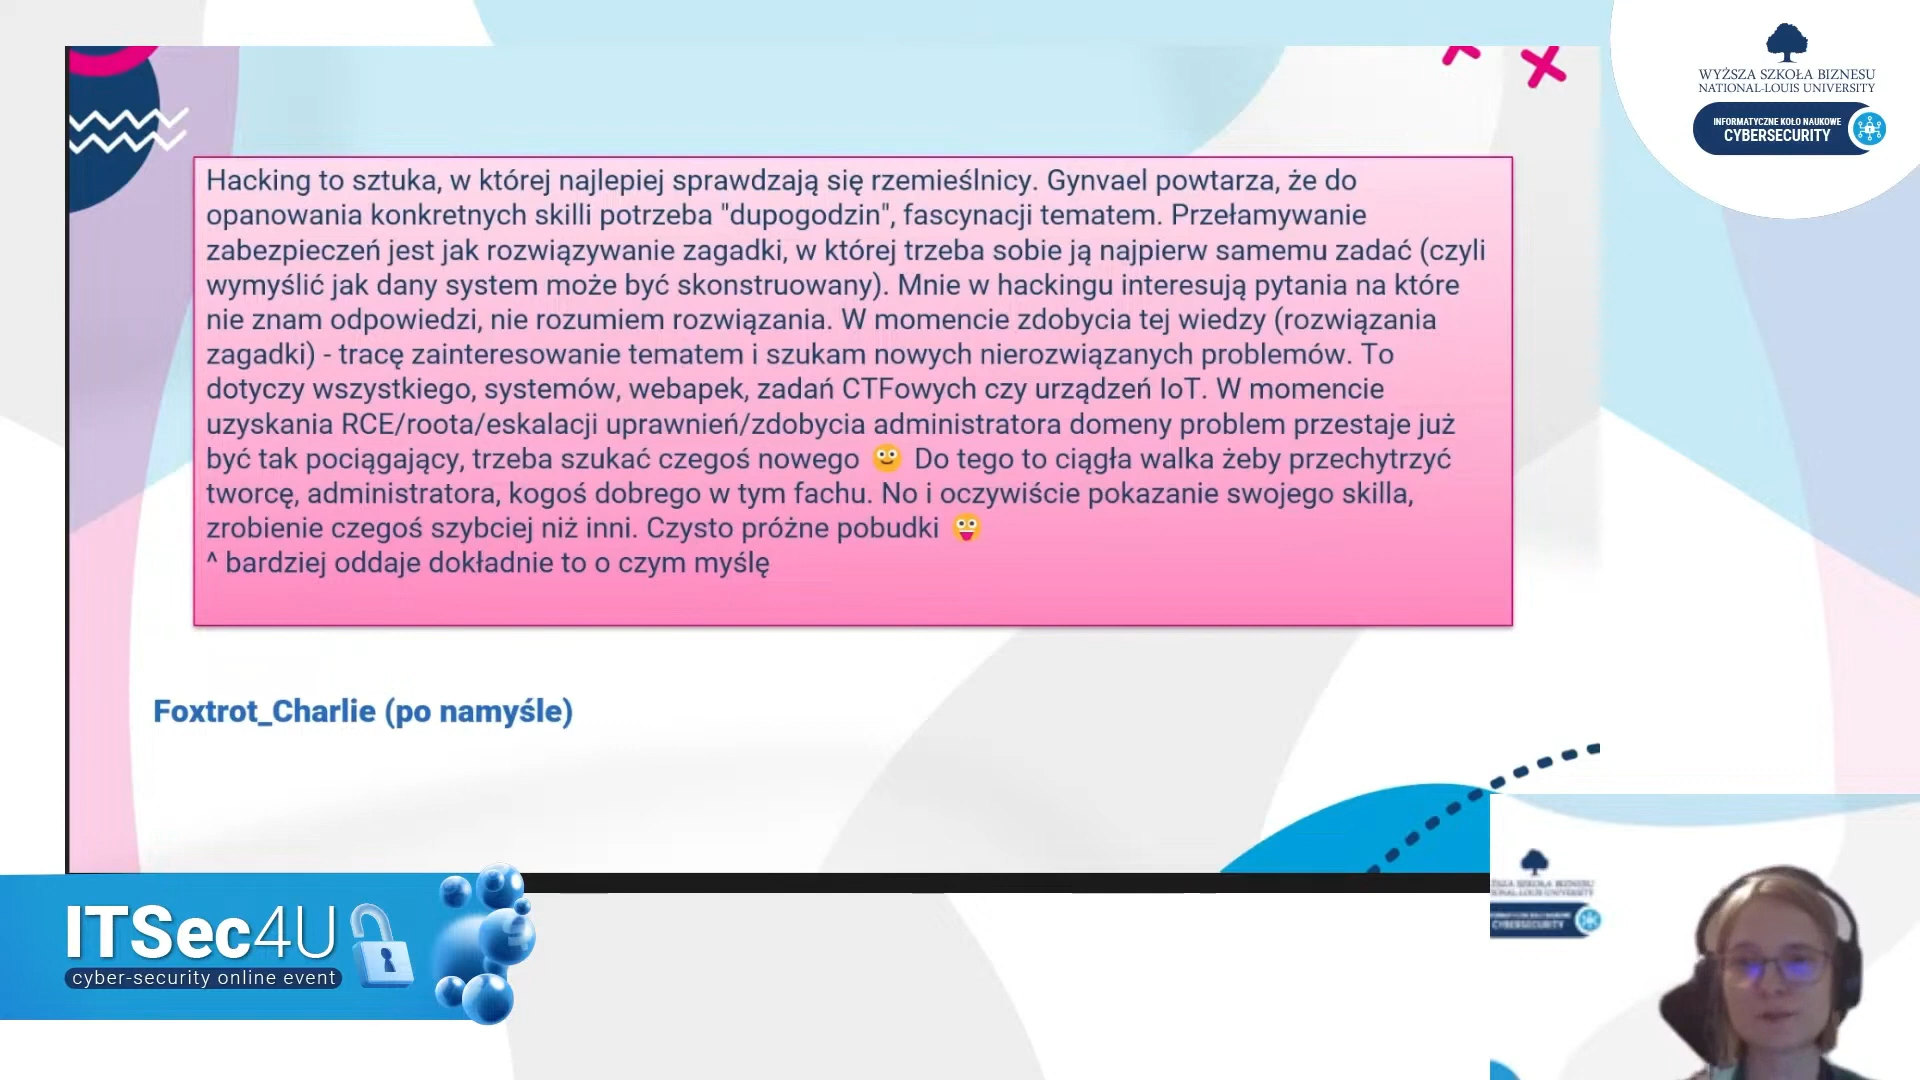 WYŻSZA SZKOŁA BIZNESU
NATIONAL-LOUIS UNIVERSITY
INFORMATYCZNE KOŁO NAUKOWE
CYBERSECURITY
Hacking to sztuka, w której najlepiej sprawdzają się rzemieślnicy. Gynvael powtarza, że do
opanowania konkretnych skilli potrzeba "dupogodzin", fascynacji tematem. Przełamywanie
zabezpieczeń jest jak rozwiązywanie zagadki, w której trzeba sobie ją najpierw samemu zadać (czyli
wymyślić jak dany system może być skonstruowany). Mnie w hackingu interesują pytania na które
nie znam odpowiedzi, nie rozumiem rozwiązania. W momencie zdobycia tej wiedzy (rozwiązania
zagadki) - tracę zainteresowanie tematem i szukam nowych nierozwiązanych problemów. To
dotyczy wszystkiego, systemów, webapek, zadań CTFowych czy urządzeń IoT. W momencie
uzyskania RCE/roota/eskalacji uprawnień/zdobycia administratora domeny problem przestaje już
być tak pociągający, trzeba szukać czegoś nowego 🙂 Do tego to ciągła walka żeby przechytrzyć
tworcę, administratora, kogoś dobrego w tym fachu. No i oczywiście pokazanie swojego skilla,
zrobienie czegoś szybciej niż inni. Czysto próżne pobudki 😛
^ bardziej oddaje dokładnie to o czym myślę
Foxtrot_Charlie (po namyśle)
ITSec4U
cyber-security online event
CYBERSECURITY